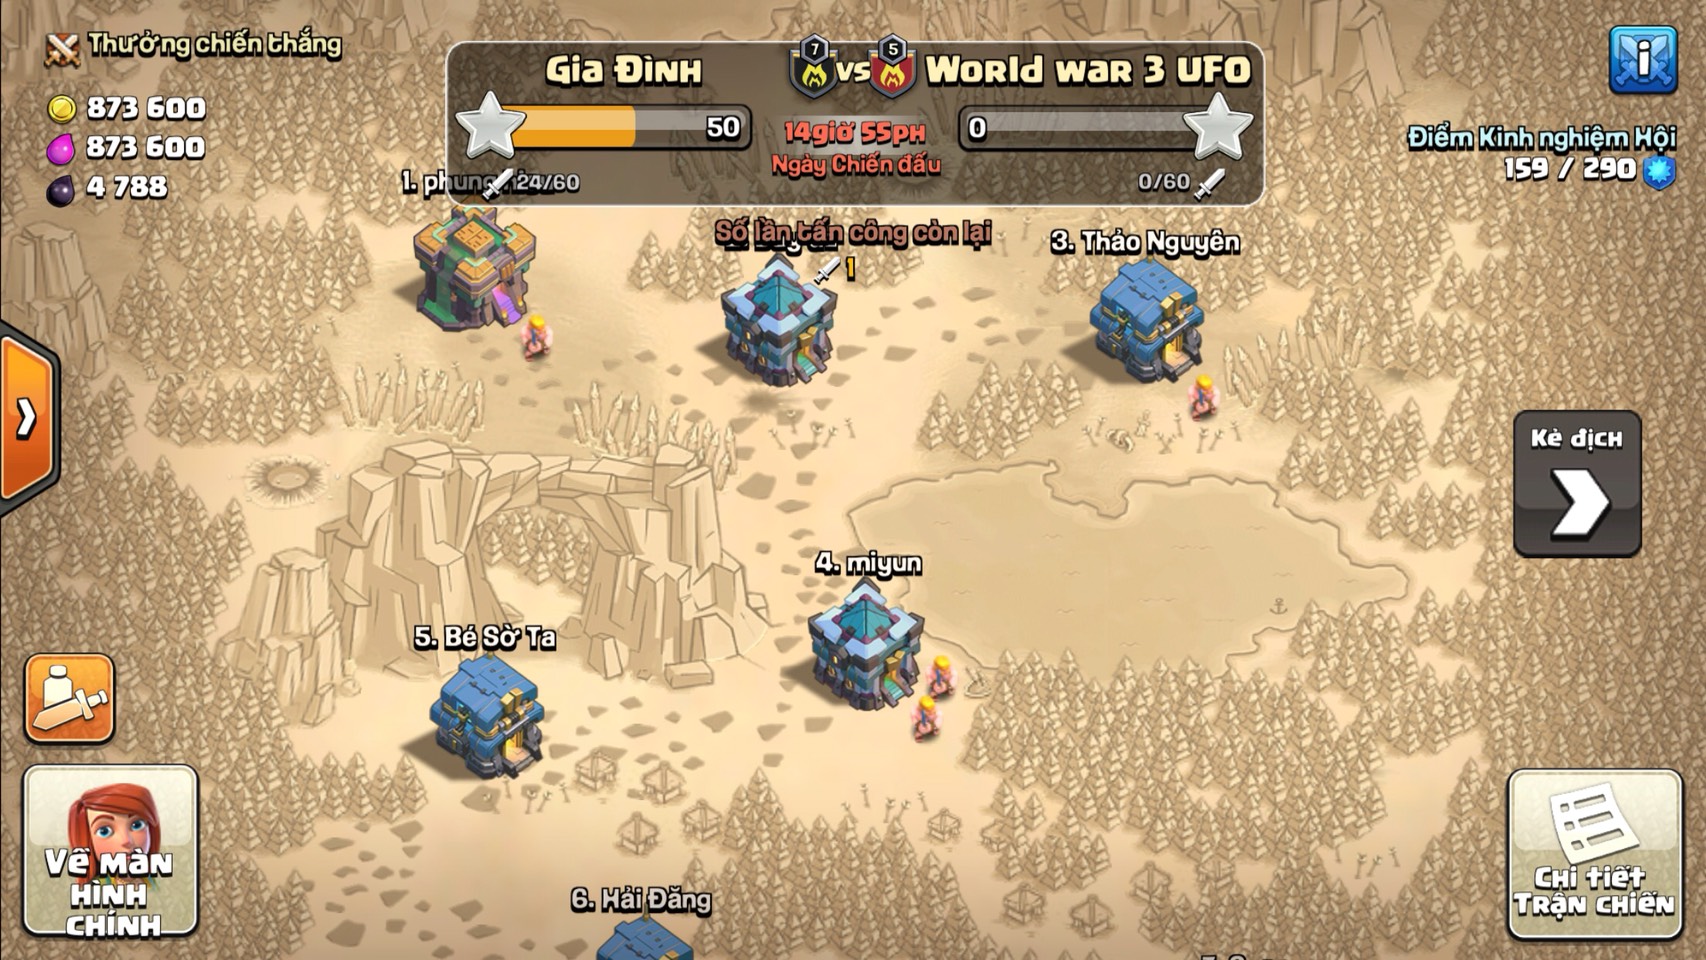 Thưởng chiến thắng
873 600
873 600
4 788
Gia Đình
7
vs
5
World war 3 UFO
50
14giờ 55ph
0
Ngày Chiến đấu
24/60
0/60
Điểm Kinh nghiệm Hội
159 / 290
Số lần tấn công còn lại
1
3. Thảo Nguyên
Kẻ địch
4. miyun
5. Bé Sờ Ta
6. Hải Đăng
Về màn
hình
chính
Chi tiết
Trận chiến